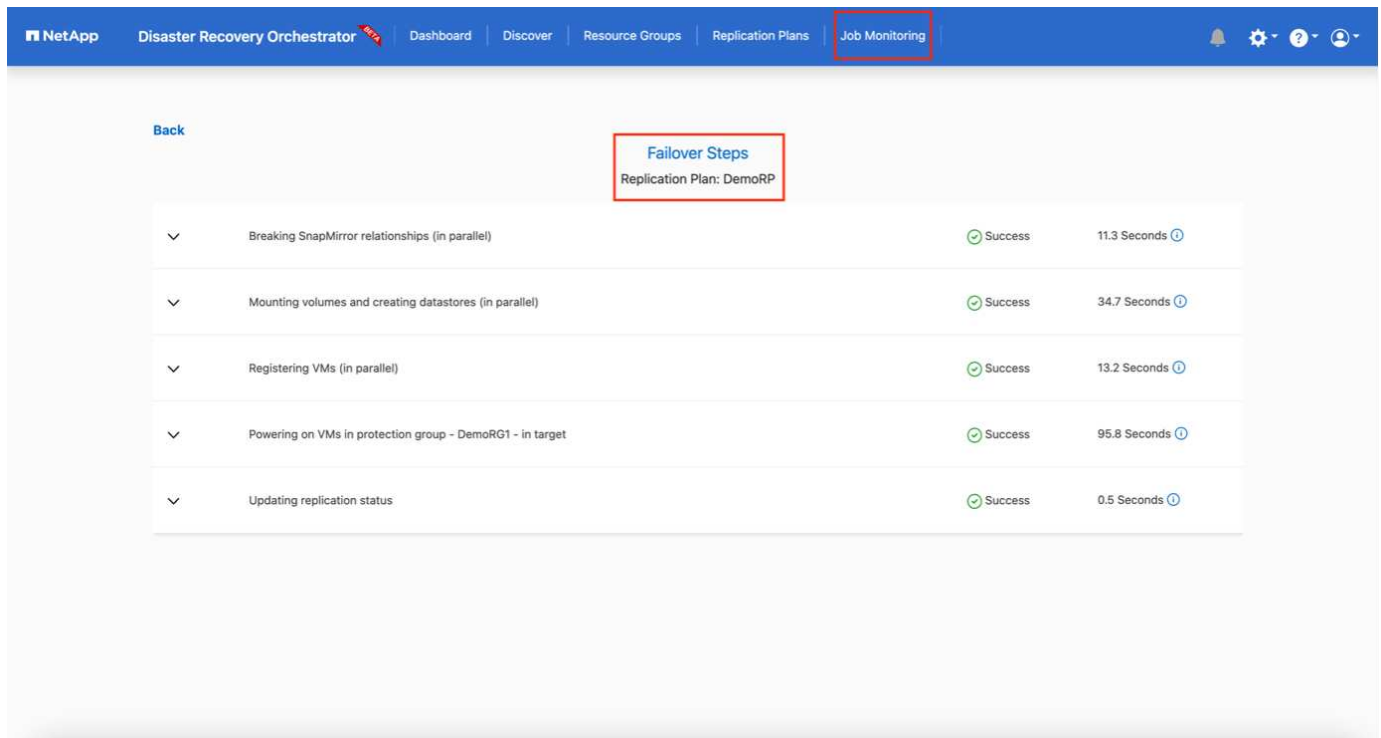 NetApp Disaster Recovery Orchestrator BETA Dashboard Discover Resource Groups Replication Plans Job Monitoring
Back
Failover Steps
Replication Plan: DemoRP
Breaking SnapMirror relationships (in parallel) Success 11.3 Seconds
Mounting volumes and creating datastores (in parallel) Success 34.7 Seconds
Registering VMs (in parallel) Success 13.2 Seconds
Powering on VMs in protection group - DemoRG1 - in target Success 95.8 Seconds
Updating replication status Success 0.5 Seconds